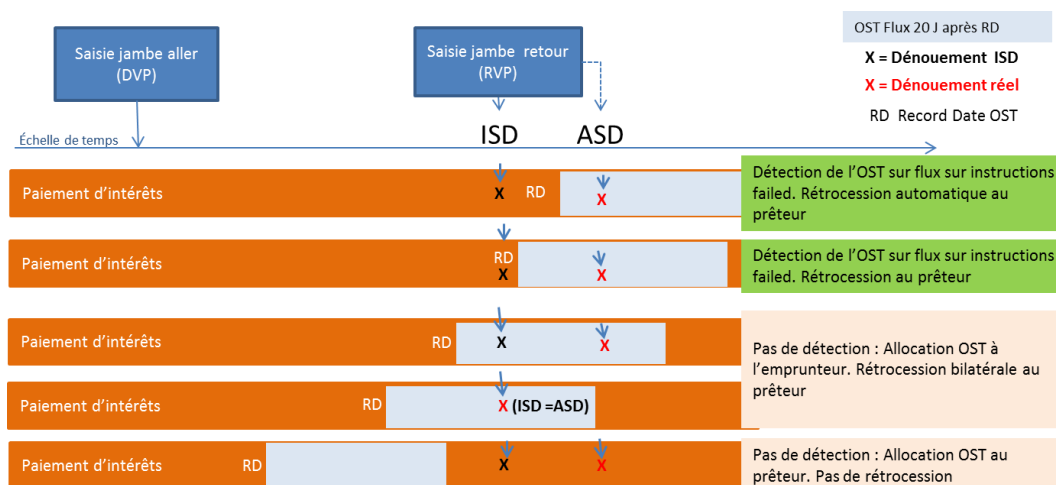 Saisie jambe aller
(DVP)
Saisie jambe retour
(RVP)
OST Flux 20 J après RD
X = Dénouement ISD
X = Dénouement réel
RD Record Date OST
Échelle de temps
ISD
ASD
Paiement d'intérêts
X
RD
X
Détection de l'OST sur flux sur instructions
failed. Rétrocession automatique au
prêteur
Paiement d'intérêts
RD
X
X
Détection de l'OST sur flux sur instructions
failed. Rétrocession au prêteur
Paiement d'intérêts
RD
X
X
Pas de détection : Allocation OST à
l'emprunteur. Rétrocession bilatérale au
prêteur
Paiement d'intérêts
RD
X (ISD =ASD)
Paiement d'intérêts
RD
X
X
Pas de détection : Allocation OST au
prêteur. Pas de rétrocession